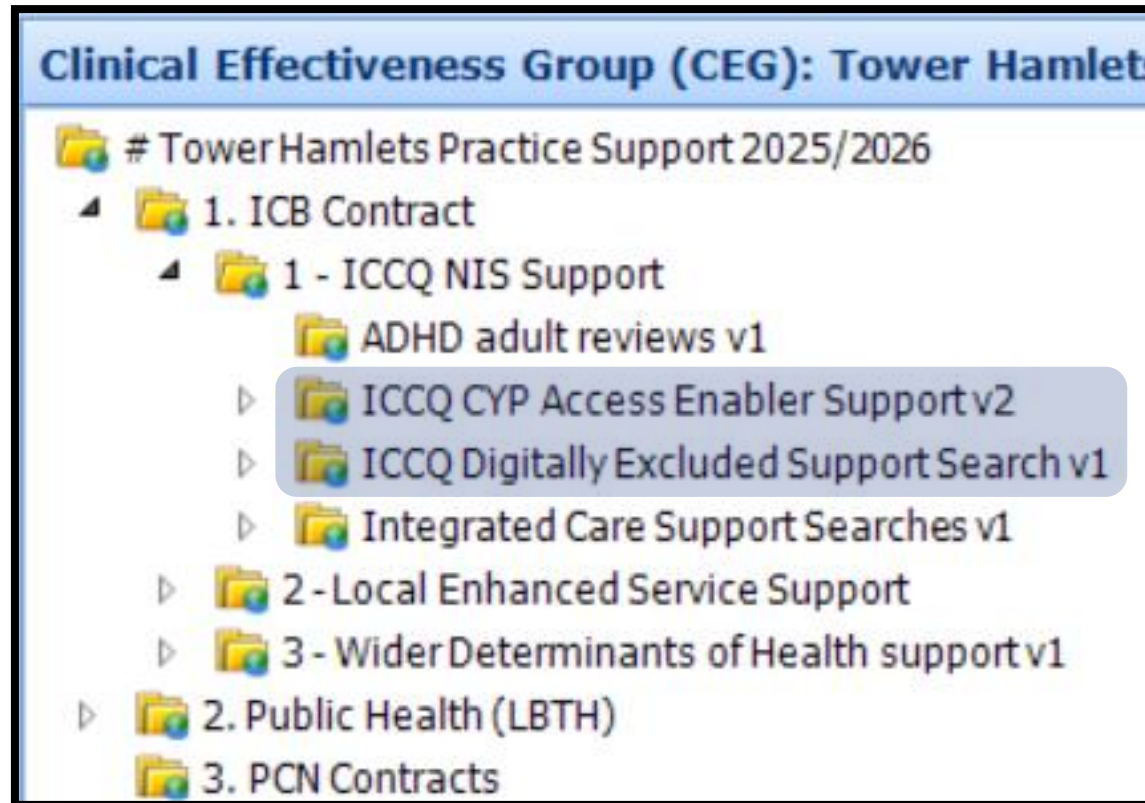 Clinical Effectiveness Group (CEG): Tower Hamlets
# Tower Hamlets Practice Support 2025/2026
1. ICB Contract
1 - ICCQ NIS Support
ADHD adult reviews v1
ICCQ CYP Access Enabler Support v2
ICCQ Digitally Excluded Support Search v1
Integrated Care Support Searches v1
2 - Local Enhanced Service Support
3 - Wider Determinants of Health support v1
2. Public Health (LBTH)
3. PCN Contracts